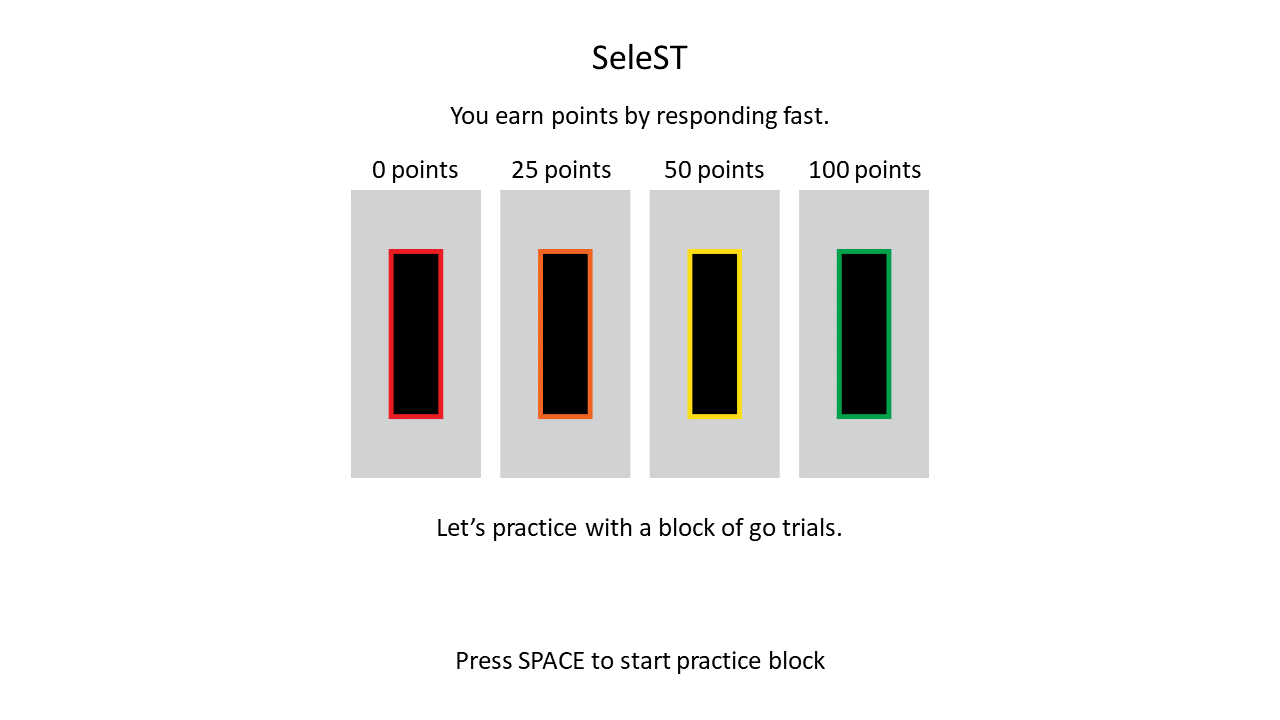 SeleST
You earn points by responding fast.
0 points 25 points 50 points 100 points
Let’s practice with a block of go trials.
Press SPACE to start practice block